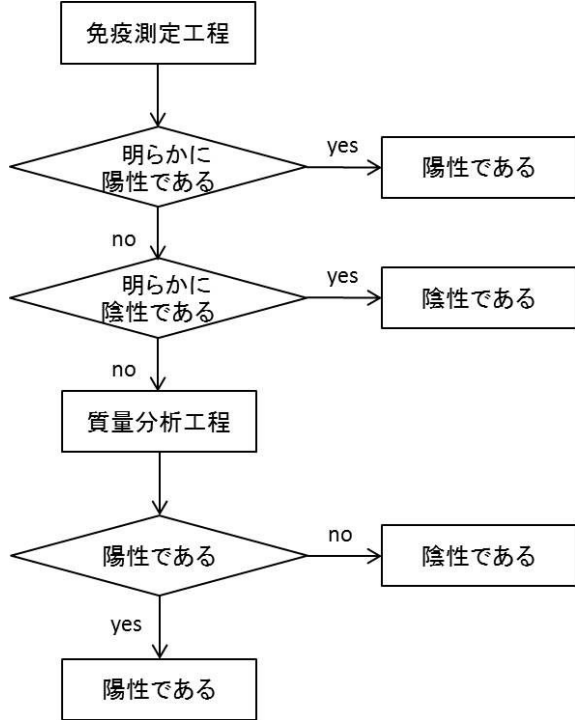 免疫測定工程
明らかに
陽性である
yes
陽性である
no
明らかに
陰性である
yes
陰性である
no
質量分析工程
陽性である
no
陰性である
yes
陽性である